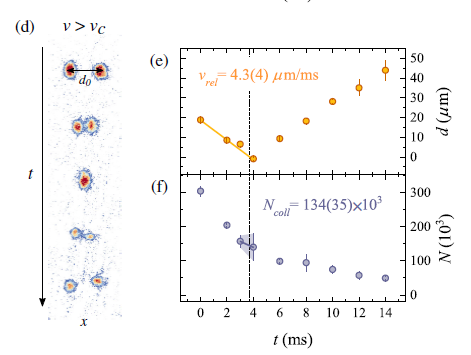 (d)
v > v_C
d_0
t
x
(e)
v_rel = 4.3(4) μm/ms
50
40
30
20
10
0
d (μm)
(f)
N_coll = 134(35)×10^3
300
200
100
0
N (10^3)
0 2 4 6 8 10 12 14
t (ms)